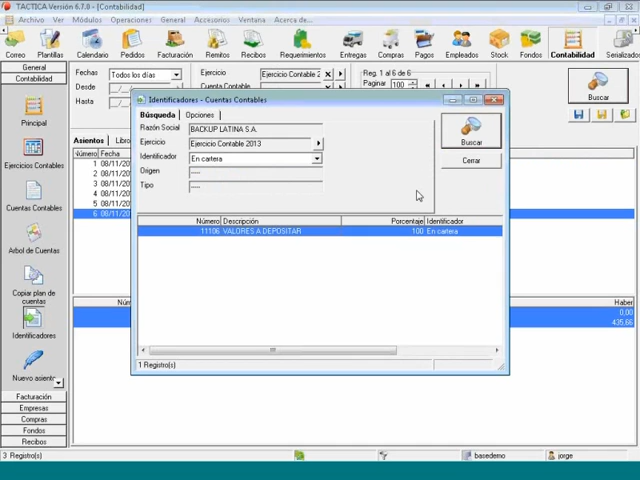 TACTICA Versión 6.7.0 - [Contabilidad]
Archivo Ver Módulos Operaciones General Accesorios Ventana Acerca de...
Correo Plantillas Calendario Pedidos Facturación Remitos Recibos Requerimientos Entregas Compras Pagos Empleados Stock Fondos Contabilidad Serializados
General
Contabilidad
Principal
Ejercicios Contables
Cuentas Contables
Arbol de Cuentas
Copiar plan de
cuentas
Identificadores
Nuevo asiento
Facturación
Empresas
Compras
Fondos
Recibos
Fechas Todos los días
Desde
Hasta
Ejercicio Ejercicio Contable 2
Cuenta Contable
Reg. 1 al 6 de 6
Paginar 100
Buscar
Asientos Libro
Número Fecha
1 08/11/20
2 08/11/20
3 08/11/20
4 08/11/20
5 08/11/20
6 08/11/20
Identificadores - Cuentas Contables
Búsqueda Opciones
Razón Social BACKUP LATINA S.A.
Ejercicio Ejercicio Contable 2013
Identificador En cartera
Origen ----
Tipo ----
Buscar
Cerrar
Número Descripción Porcentaje Identificador
11106 VALORES A DEPOSITAR 100 En cartera
1 Registro(s)
Haber
0,00
435,66
3 Registro(s)
basedemo
jorge